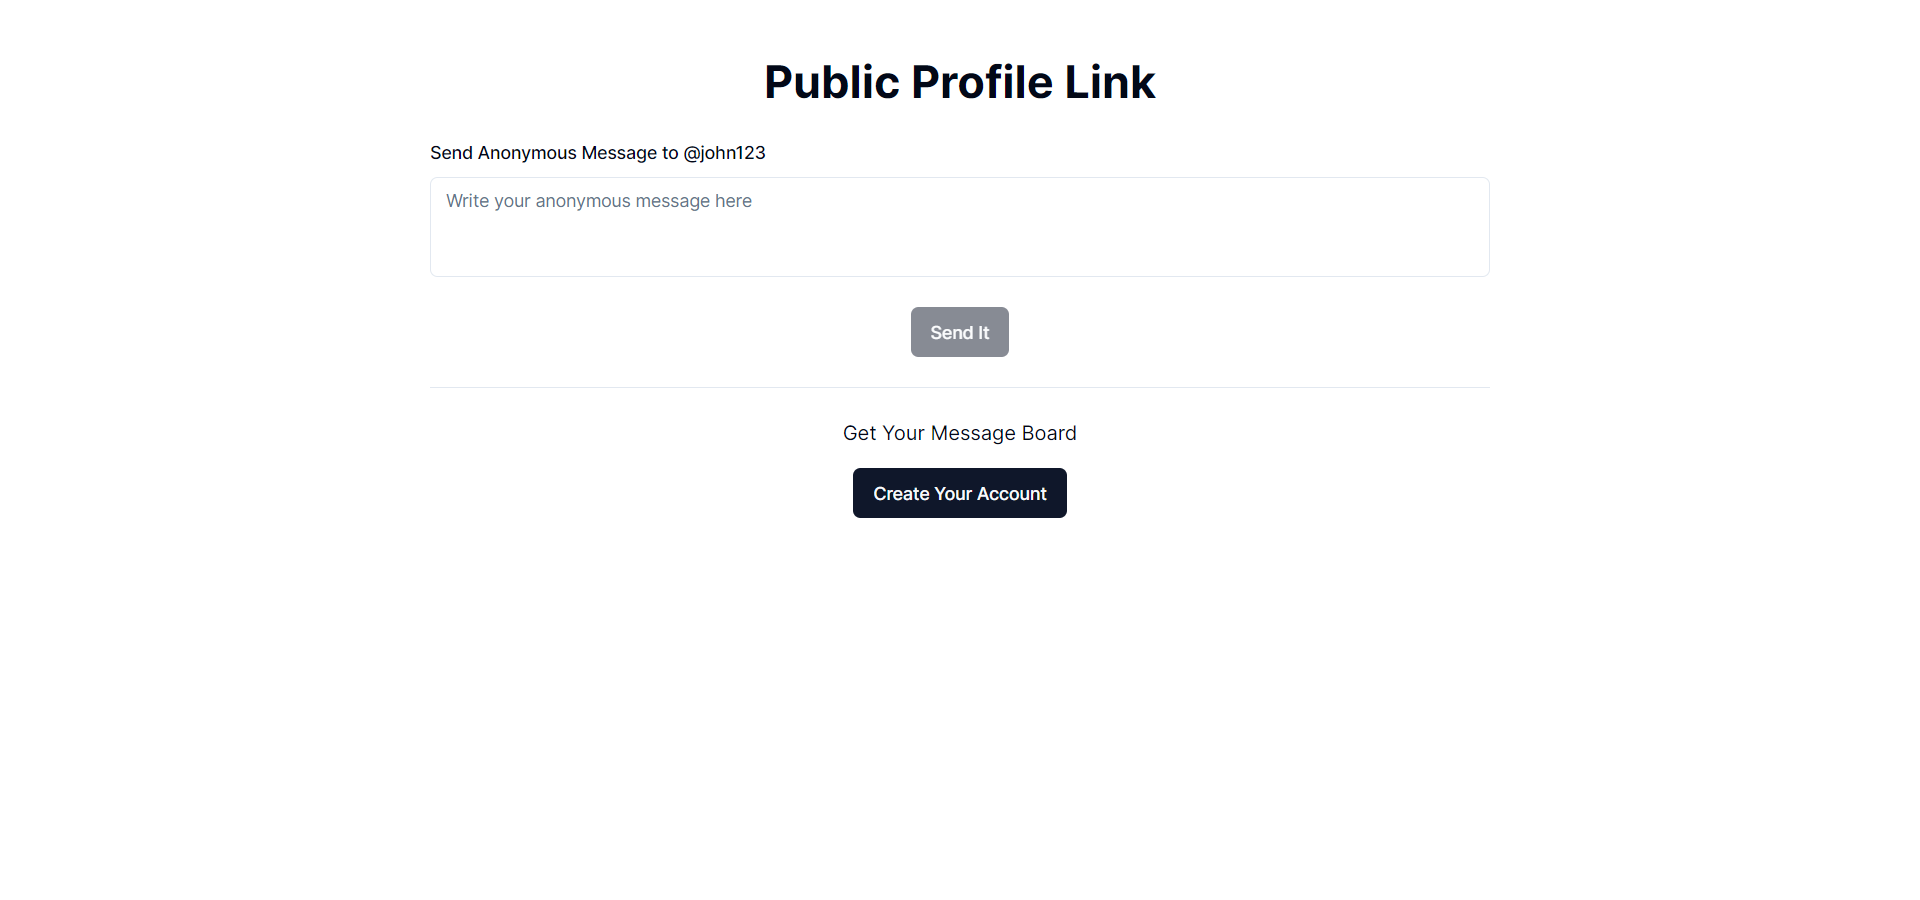 Public Profile Link
Send Anonymous Message to @john123
Write your anonymous message here
Send It
Get Your Message Board
Create Your Account